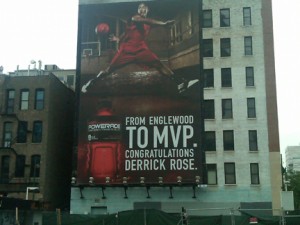 POWERADE
FROM ENGLEWOOD
TO MVP.
CONGRATULATIONS
DERRICK ROSE.